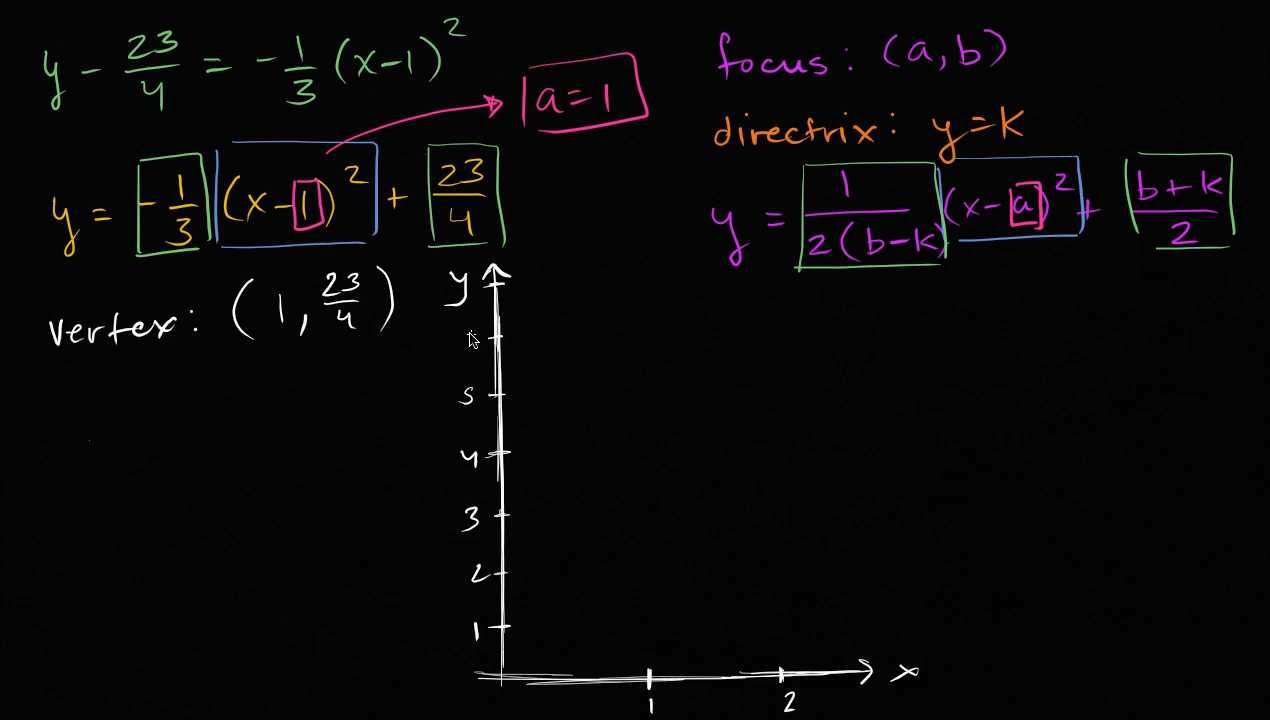 y - 23/4 = -1/3 (x-1)²
a=1
y = -1/3 (x-1)² + 23/4
vertex: (1, 23/4)
focus: (a,b)
directrix: y=k
y = 1/2(b-k) (x-a)² + b+k/2
y
5
4
3
2
1
1
2
x